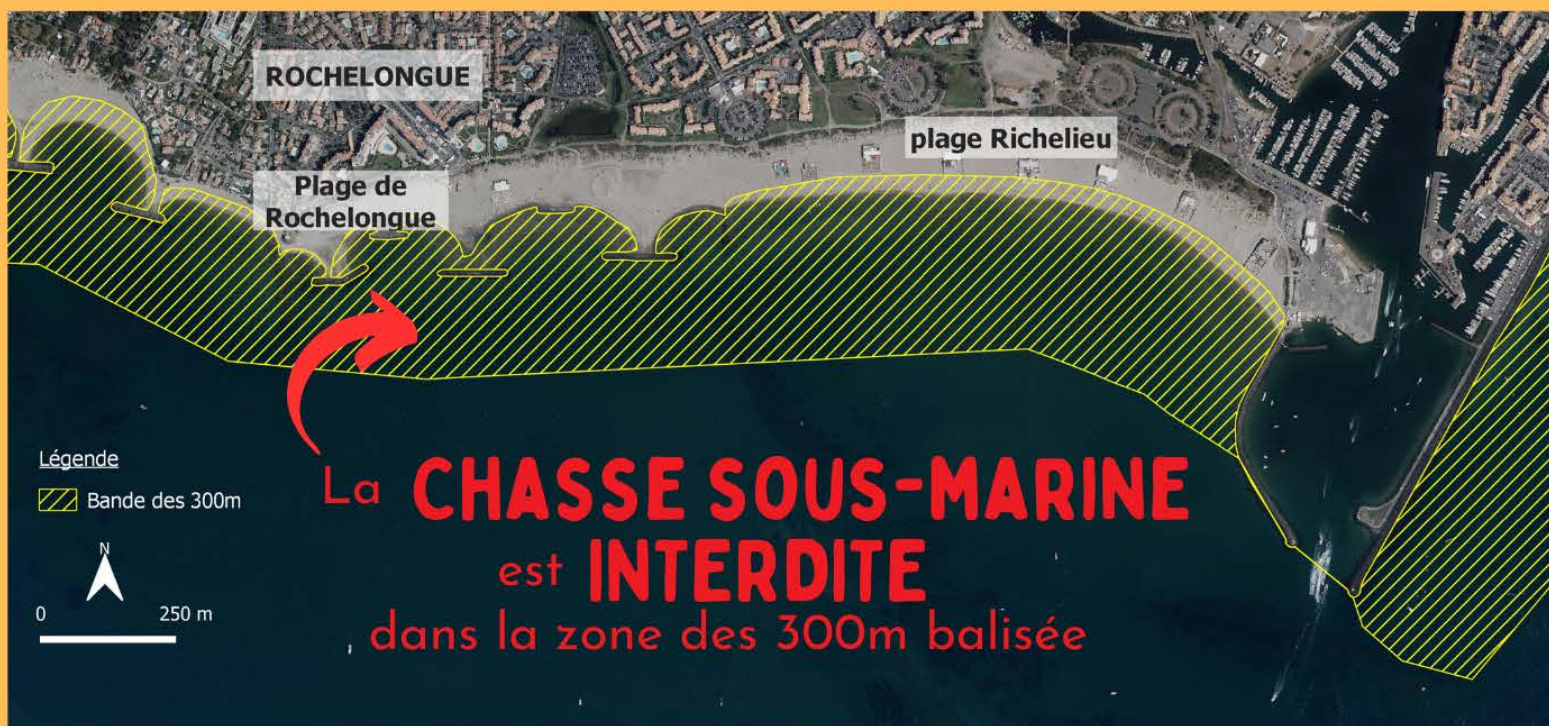 ROCHELONGUE
plage Richelieu
Plage de
Rochelongue
Légende
Bande des 300m
N
0 250 m
La CHASSE SOUS-MARINE
est INTERDITE
dans la zone des 300m balisée